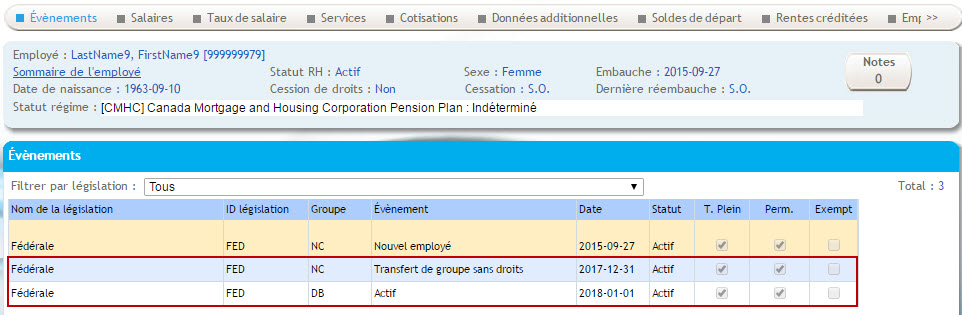 Évènements Salaires Taux de salaire Services Cotisations Données additionnelles Soldes de départ Rentes créditées Emp >>
Employé : LastName9, FirstName9 [999999979]
Sommaire de l'employé Statut RH : Actif Sexe : Femme Embauche : 2015-09-27
Date de naissance : 1963-09-10 Cession de droits : Non Cessation : S.O. Dernière réembauche : S.O.
Statut régime : [CMHC] Canada Mortgage and Housing Corporation Pension Plan : Indéterminé
Notes
0
Évènements
Filtrer par législation : Tous Total : 3
Nom de la législation ID législation Groupe Évènement Date Statut T. Plein Perm. Exempt
Fédérale FED NC Nouvel employé 2015-09-27 Actif
Fédérale FED NC Transfert de groupe sans droits 2017-12-31 Actif
Fédérale FED DB Actif 2018-01-01 Actif